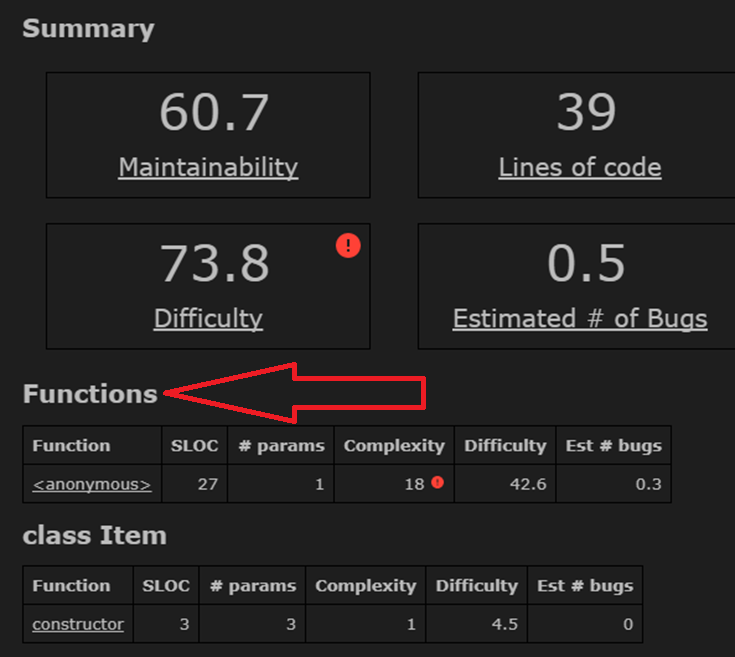 Summary
60.7 39
Maintainability Lines of code
! 
73.8 0.5
Difficulty Estimated # of Bugs
Functions
Function SLOC # params Complexity Difficulty Est # bugs
<anonymous> 27 1 18 ! 42.6 0.3
class Item
Function SLOC # params Complexity Difficulty Est # bugs
constructor 3 3 1 4.5 0